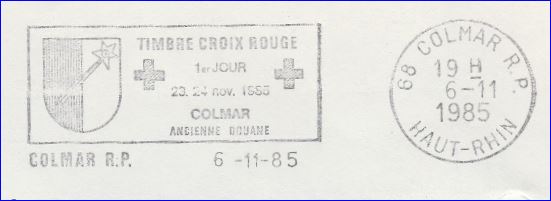 TIMBRE CROIX ROUGE
1er JOUR
23. 24 nov. 1985
COLMAR
ANCIENNE DOUANE
COLMAR R.P. 6 -11-85
68 COLMAR R.P.
19 H
6-11
1985
HAUT-RHIN